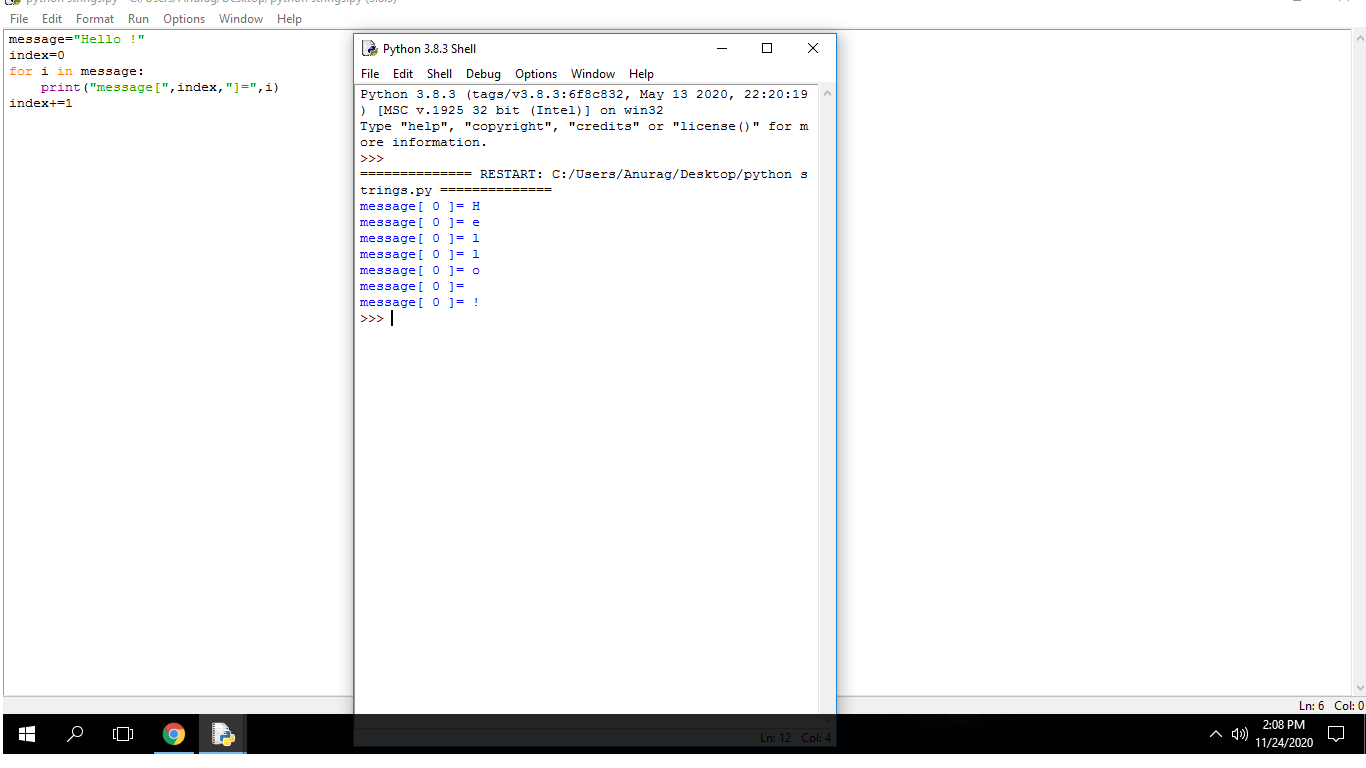 python strings.py - C:/Users/Anurag/Desktop/python strings.py (3.8.3)
File Edit Format Run Options Window Help
message="Hello !"
index=0
for i in message:
    print("message[",index,"]=",i)
index+=1
Python 3.8.3 Shell
File Edit Shell Debug Options Window Help
Python 3.8.3 (tags/v3.8.3:6f8c832, May 13 2020, 22:20:19
) [MSC v.1925 32 bit (Intel)] on win32
Type "help", "copyright", "credits" or "license()" for m
ore information.
>>>
============== RESTART: C:/Users/Anurag/Desktop/python s
trings.py ==============
message[ 0 ]= H
message[ 0 ]= e
message[ 0 ]= l
message[ 0 ]= l
message[ 0 ]= o
message[ 0 ]=
message[ 0 ]= !
>>>
Ln: 6 Col: 0
Ln: 12 Col: 4
2:08 PM
11/24/2020